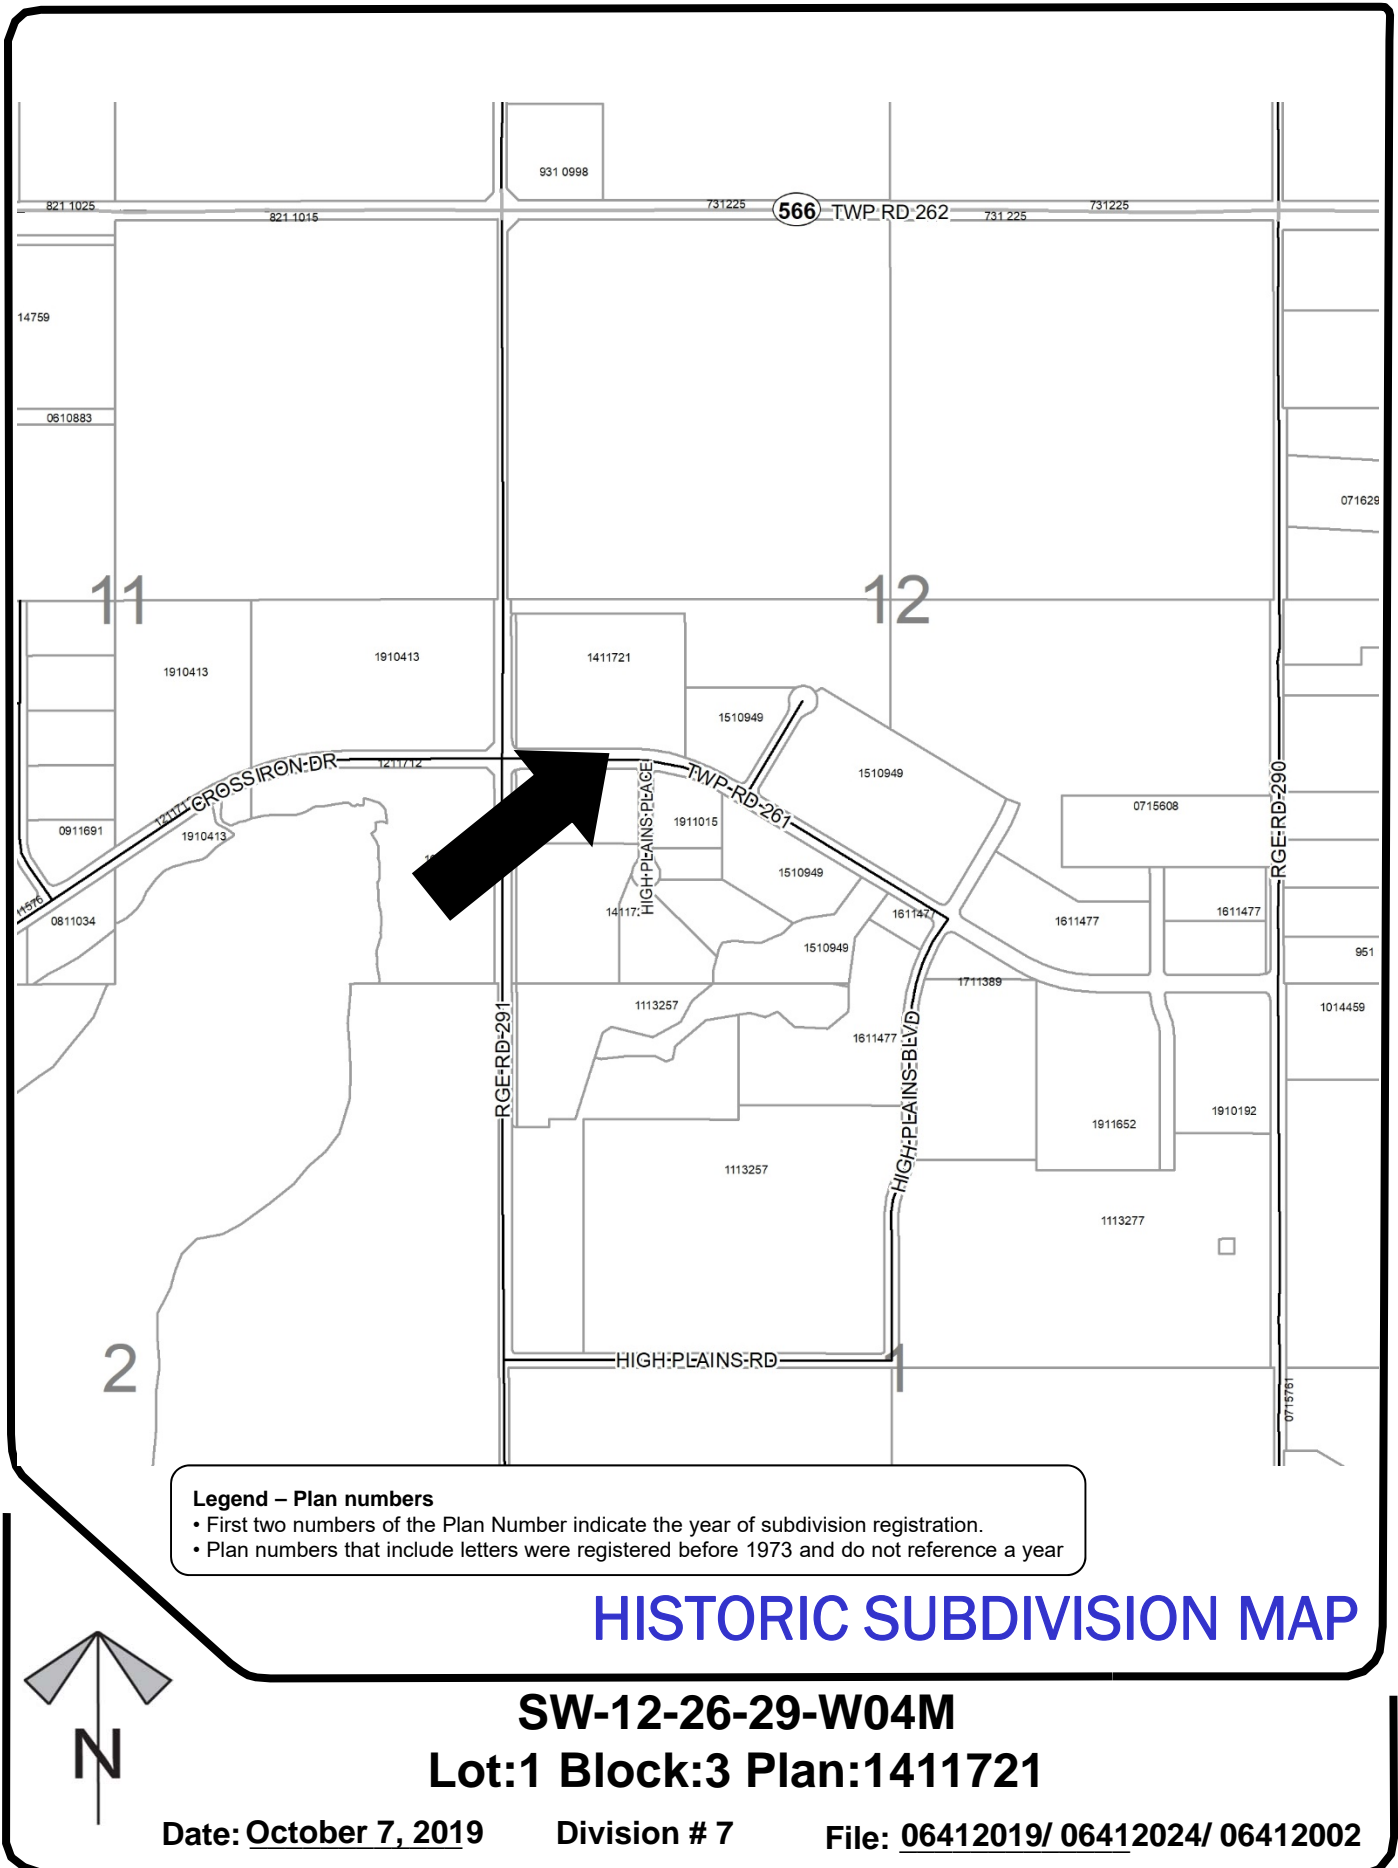 931 0998
821 1025
821 1015
731225
566 TWP RD 262
731 225
731225
14759
0610883
071629
11
12
1910413
1910413
1411721
1510949
1510949
CROSSIRON DR
1211712
TWP RD 261
HIGH PLAINS PLACE
RGE RD 290
0715608
0911691
1910413
1911015
1510949
0811034
1611477
1611477
1611477
1510949
951
1711389
1113257
1014459
1611477
RGE RD 291
HIGH PLAINS BLVD
1911652
1910192
1113257
1113277
2
HIGH PLAINS RD
1
0715761
Legend – Plan numbers
• First two numbers of the Plan Number indicate the year of subdivision registration.
• Plan numbers that include letters were registered before 1973 and do not reference a year
HISTORIC SUBDIVISION MAP
N
SW-12-26-29-W04M
Lot:1 Block:3 Plan:1411721
Date: October 7, 2019 Division # 7 File: 06412019/ 06412024/ 06412002